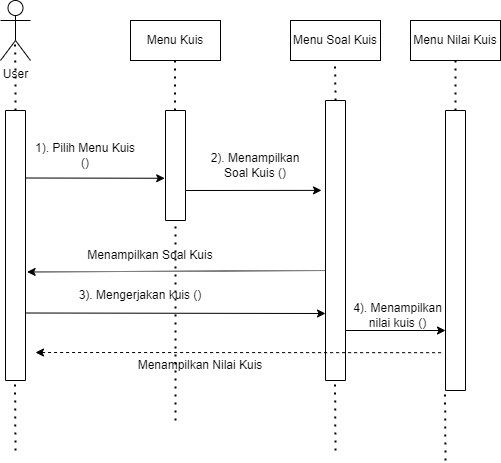 Menu Kuis
Menu Soal Kuis
Menu Nilai Kuis
User
1). Pilih Menu Kuis
()
2). Menampilkan
Soal Kuis ()
Menampilkan Soal Kuis
3). Mengerjakan kuis ()
4). Menampilkan
nilai kuis ()
Menampilkan Nilai Kuis